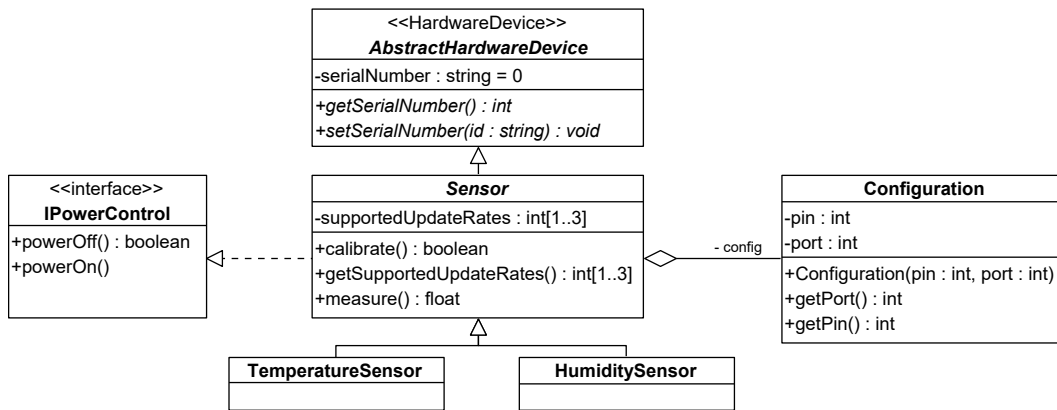 <<HardwareDevice>>
AbstractHardwareDevice
-serialNumber : string = 0
+getSerialNumber() : int
+setSerialNumber(id : string) : void
<<interface>>
IPowerControl
+powerOff() : boolean
+powerOn()
Sensor
-supportedUpdateRates : int[1..3]
+calibrate() : boolean
+getSupportedUpdateRates() : int[1..3]
+measure() : float
- config
Configuration
-pin : int
-port : int
+Configuration(pin : int, port : int)
+getPort() : int
+getPin() : int
TemperatureSensor
HumiditySensor